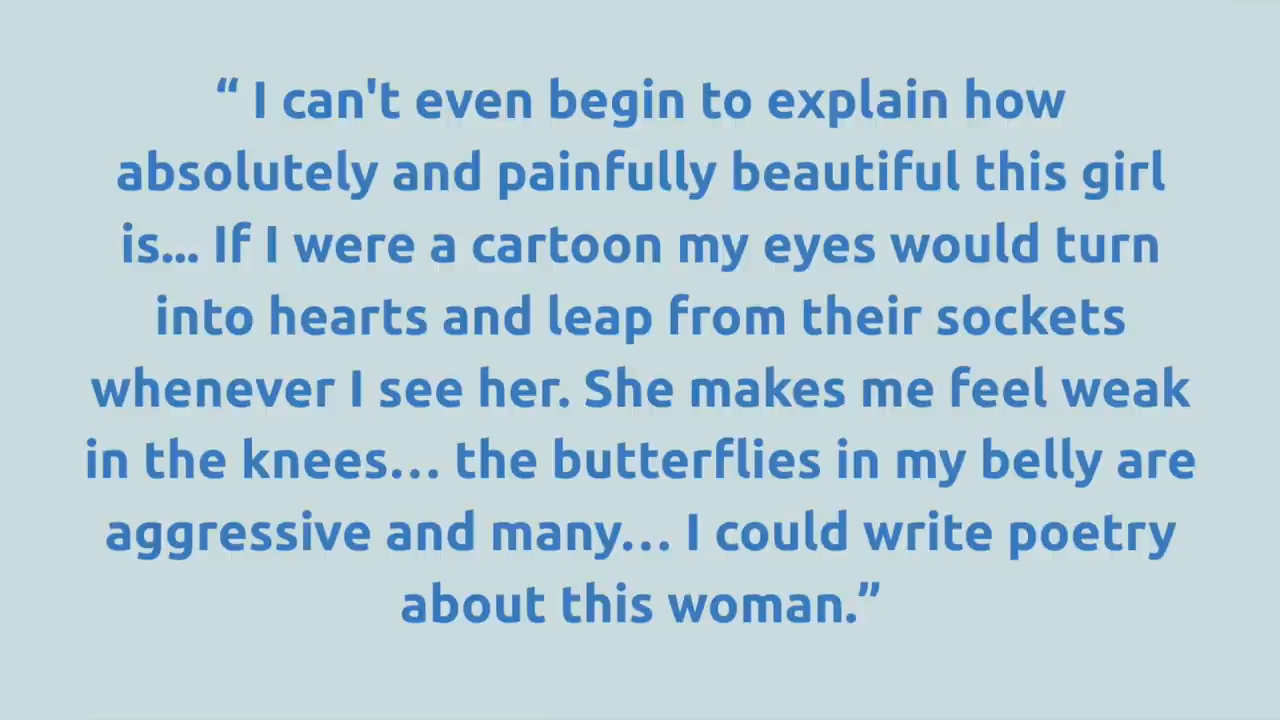 “ I can't even begin to explain how
absolutely and painfully beautiful this girl
is... If I were a cartoon my eyes would turn
into hearts and leap from their sockets
whenever I see her. She makes me feel weak
in the knees… the butterflies in my belly are
aggressive and many… I could write poetry
about this woman.”